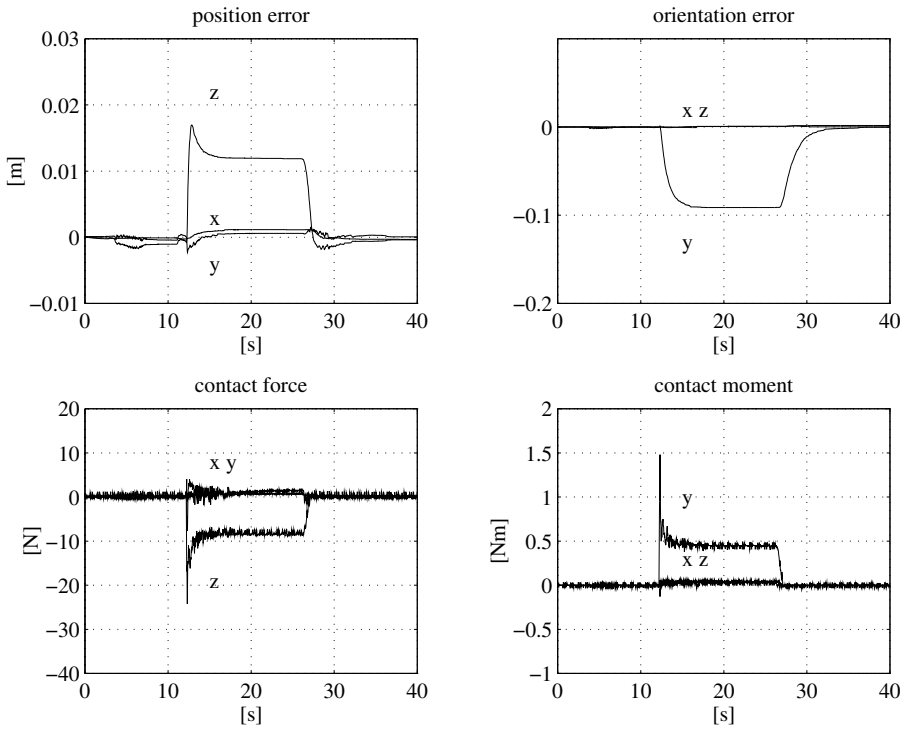 position error
0.03
0.02
0.01
0
−0.01
[m]
z
x
y
0 10 20 30 40
[s]
orientation error
0
−0.1
−0.2
x z
y
0 10 20 30 40
[s]
contact force
20
10
0
−10
−20
−30
−40
[N]
x y
z
0 10 20 30 40
[s]
contact moment
2
1.5
1
0.5
0
−0.5
−1
[Nm]
y
x z
0 10 20 30 40
[s]